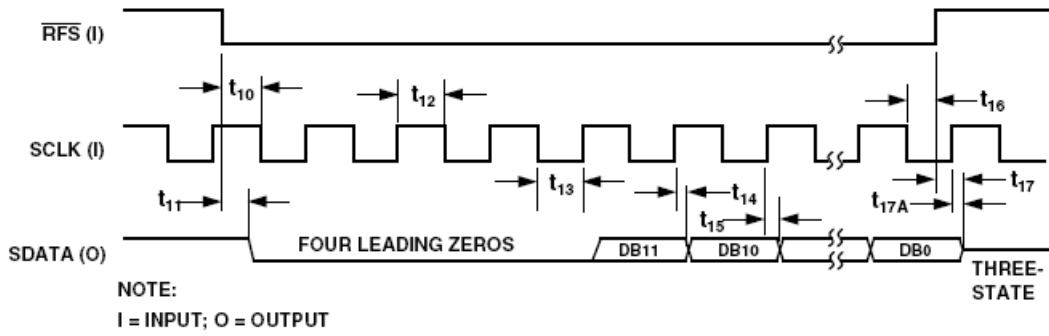 RFS (I)
t10
t12
t16
SCLK (I)
t11
t13
t14
t15
t17
t17A
SDATA (O)
FOUR LEADING ZEROS
DB11
DB10
DB0
THREE-
STATE
NOTE:
I = INPUT; O = OUTPUT